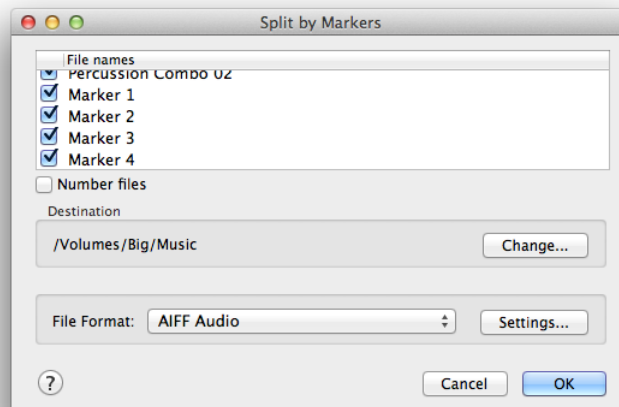 Split by Markers
File names
Percussion Combo 02
Marker 1
Marker 2
Marker 3
Marker 4
Number files
Destination
/Volumes/Big/Music
Change...
File Format:
AIFF Audio
Settings...
?
Cancel
OK